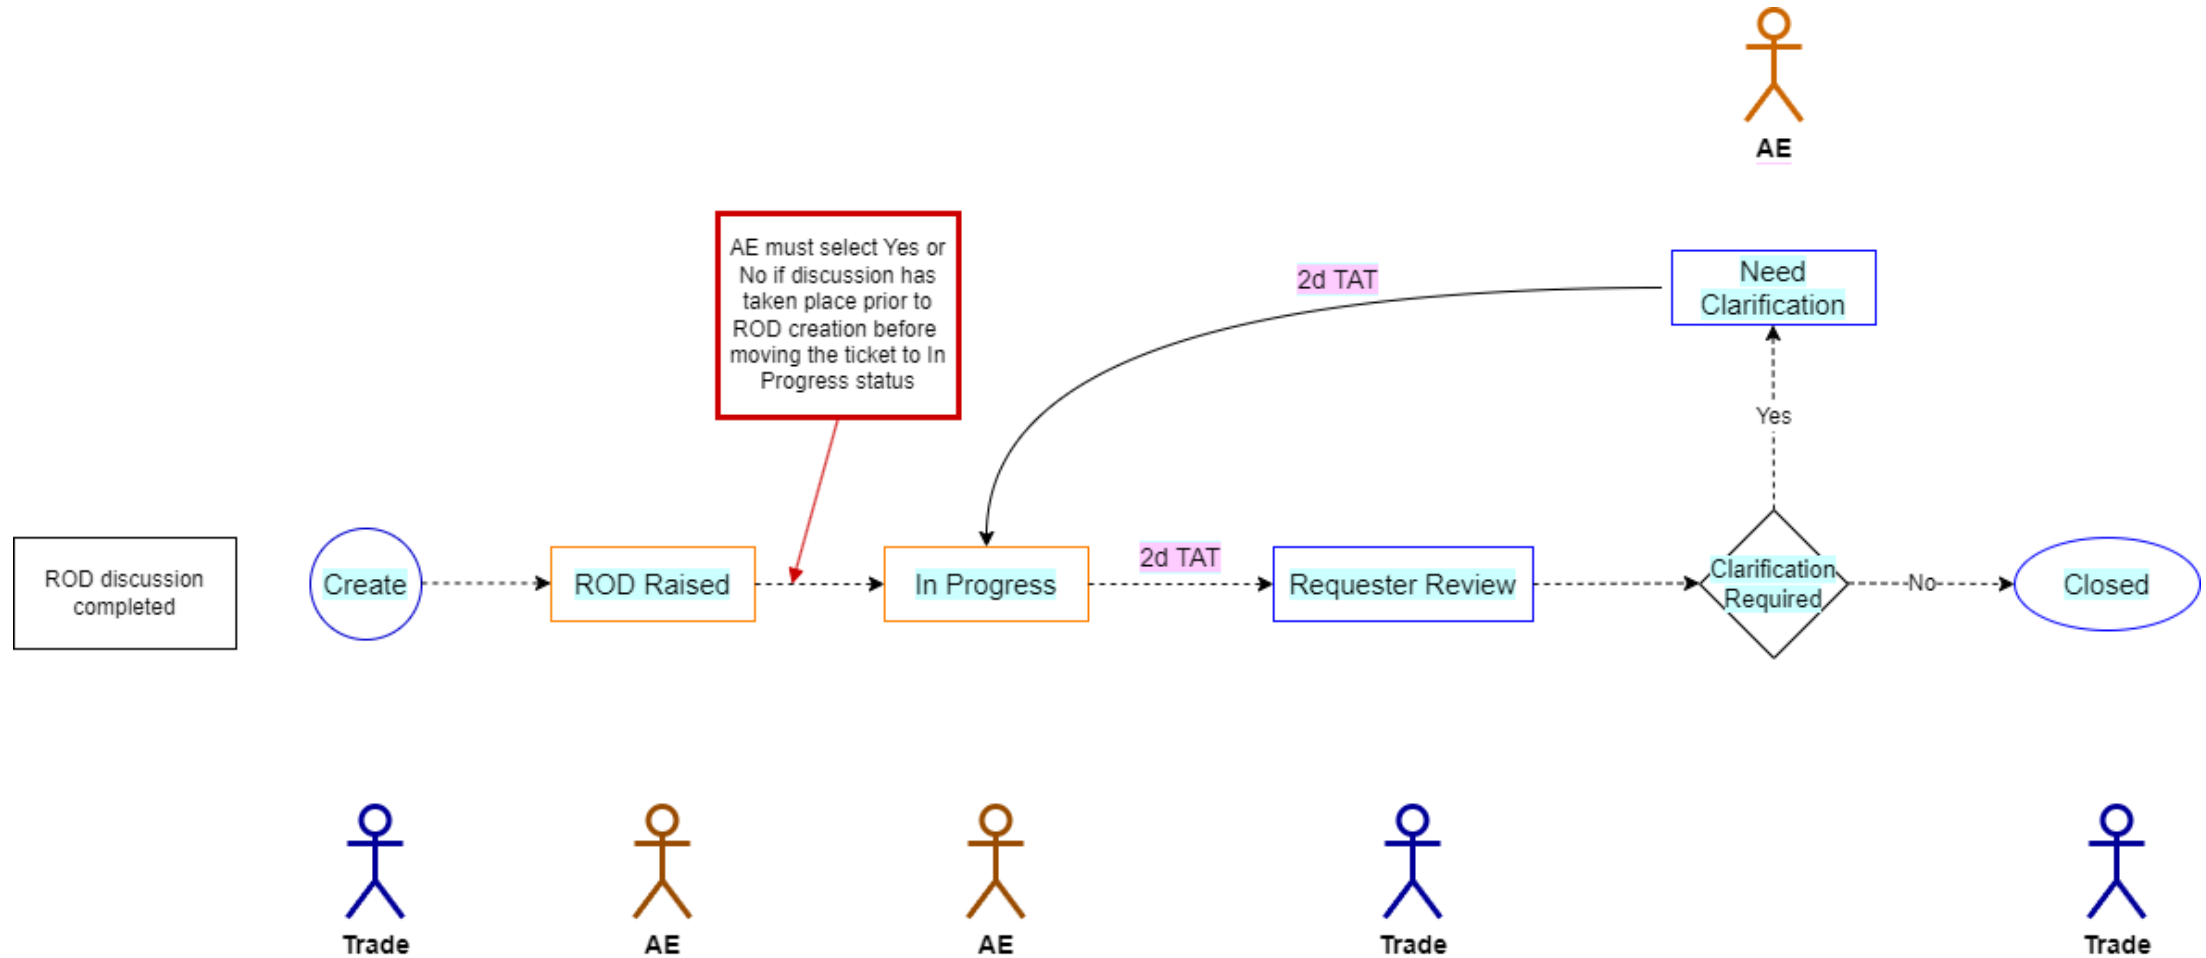 AE
AE must select Yes or
No if discussion has
taken place prior to
ROD creation before
moving the ticket to In
Progress status
2d TAT
Need
Clarification
Yes
ROD discussion
completed
Create
ROD Raised
In Progress
2d TAT
Requester Review
Clarification
Required
No
Closed
Trade
AE
AE
Trade
Trade